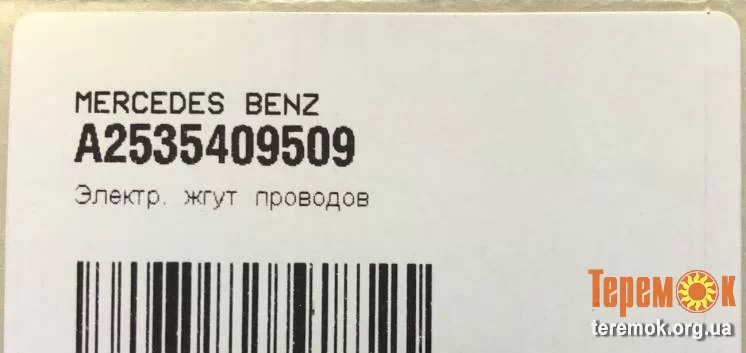 MERCEDES BENZ
A2535409509
Электр. жгут проводов
Теремок
teremok.org.ua